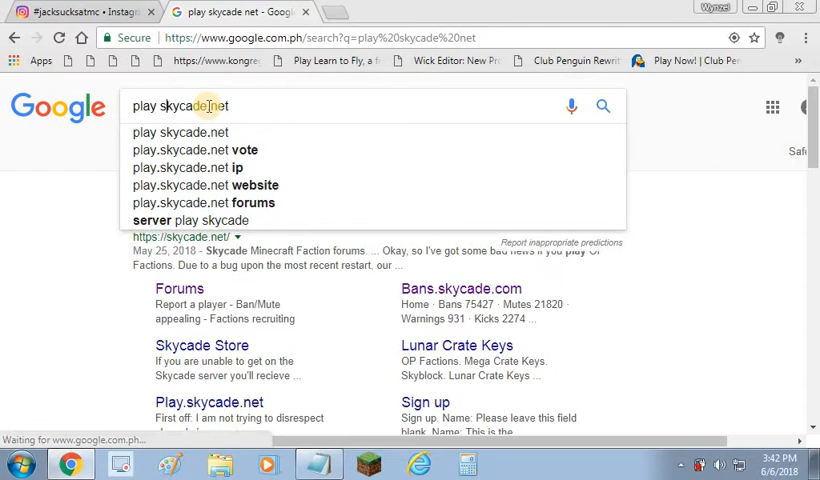 #jacksucksatmc • Instagr
play skycade net - Googl
Wynzel
Secure
https://www.google.com.ph/search?q=play%20skycade%20net
Apps
https://www.kongreg
Play Learn to Fly, a f
Wick Editor: New Pro
Club Penguin Rewrit
Play Now! | Club Pen
Google
play skycade.net
Safe
play skycade.net
play.skycade.net vote
play.skycade.net ip
play.skycade.net website
play.skycade.net forums
server play skycade
Report inappropriate predictions
https://skycade.net/
May 25, 2018 - Skycade Minecraft Faction forums. ... Okay, so I've got some bad news if you play OP
Factions. Due to a bug upon the most recent restart, our ...
Forums
Report a player - Ban/Mute
appealing - Factions recruiting
Bans.skycade.com
Home · Bans 75427 · Mutes 21820 ·
Warnings 931 · Kicks 2274 ...
Skycade Store
If you are unable to get on the
Skycade server you'll recieve ...
Lunar Crate Keys
OP Factions. Mega Crate Keys.
Skyblock. Lunar Crate Keys ...
Play.skycade.net
First off: I am not trying to disrespect
Sign up
Sign up. Name: Please leave this field
blank. Name: This is the
Waiting for www.google.com.ph...
3:42 PM
6/6/2018